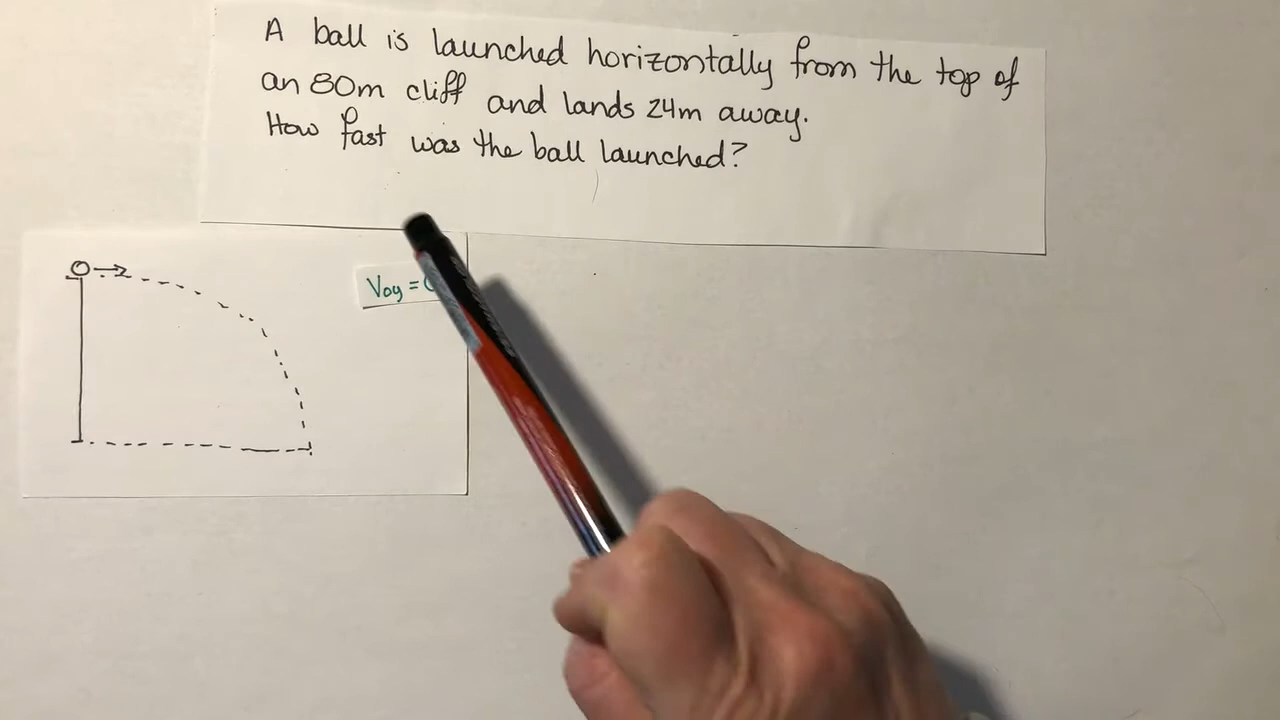 A ball is launched horizontally from the top of
an 80m cliff and lands 24m away.
How fast was the ball launched?
Voy =